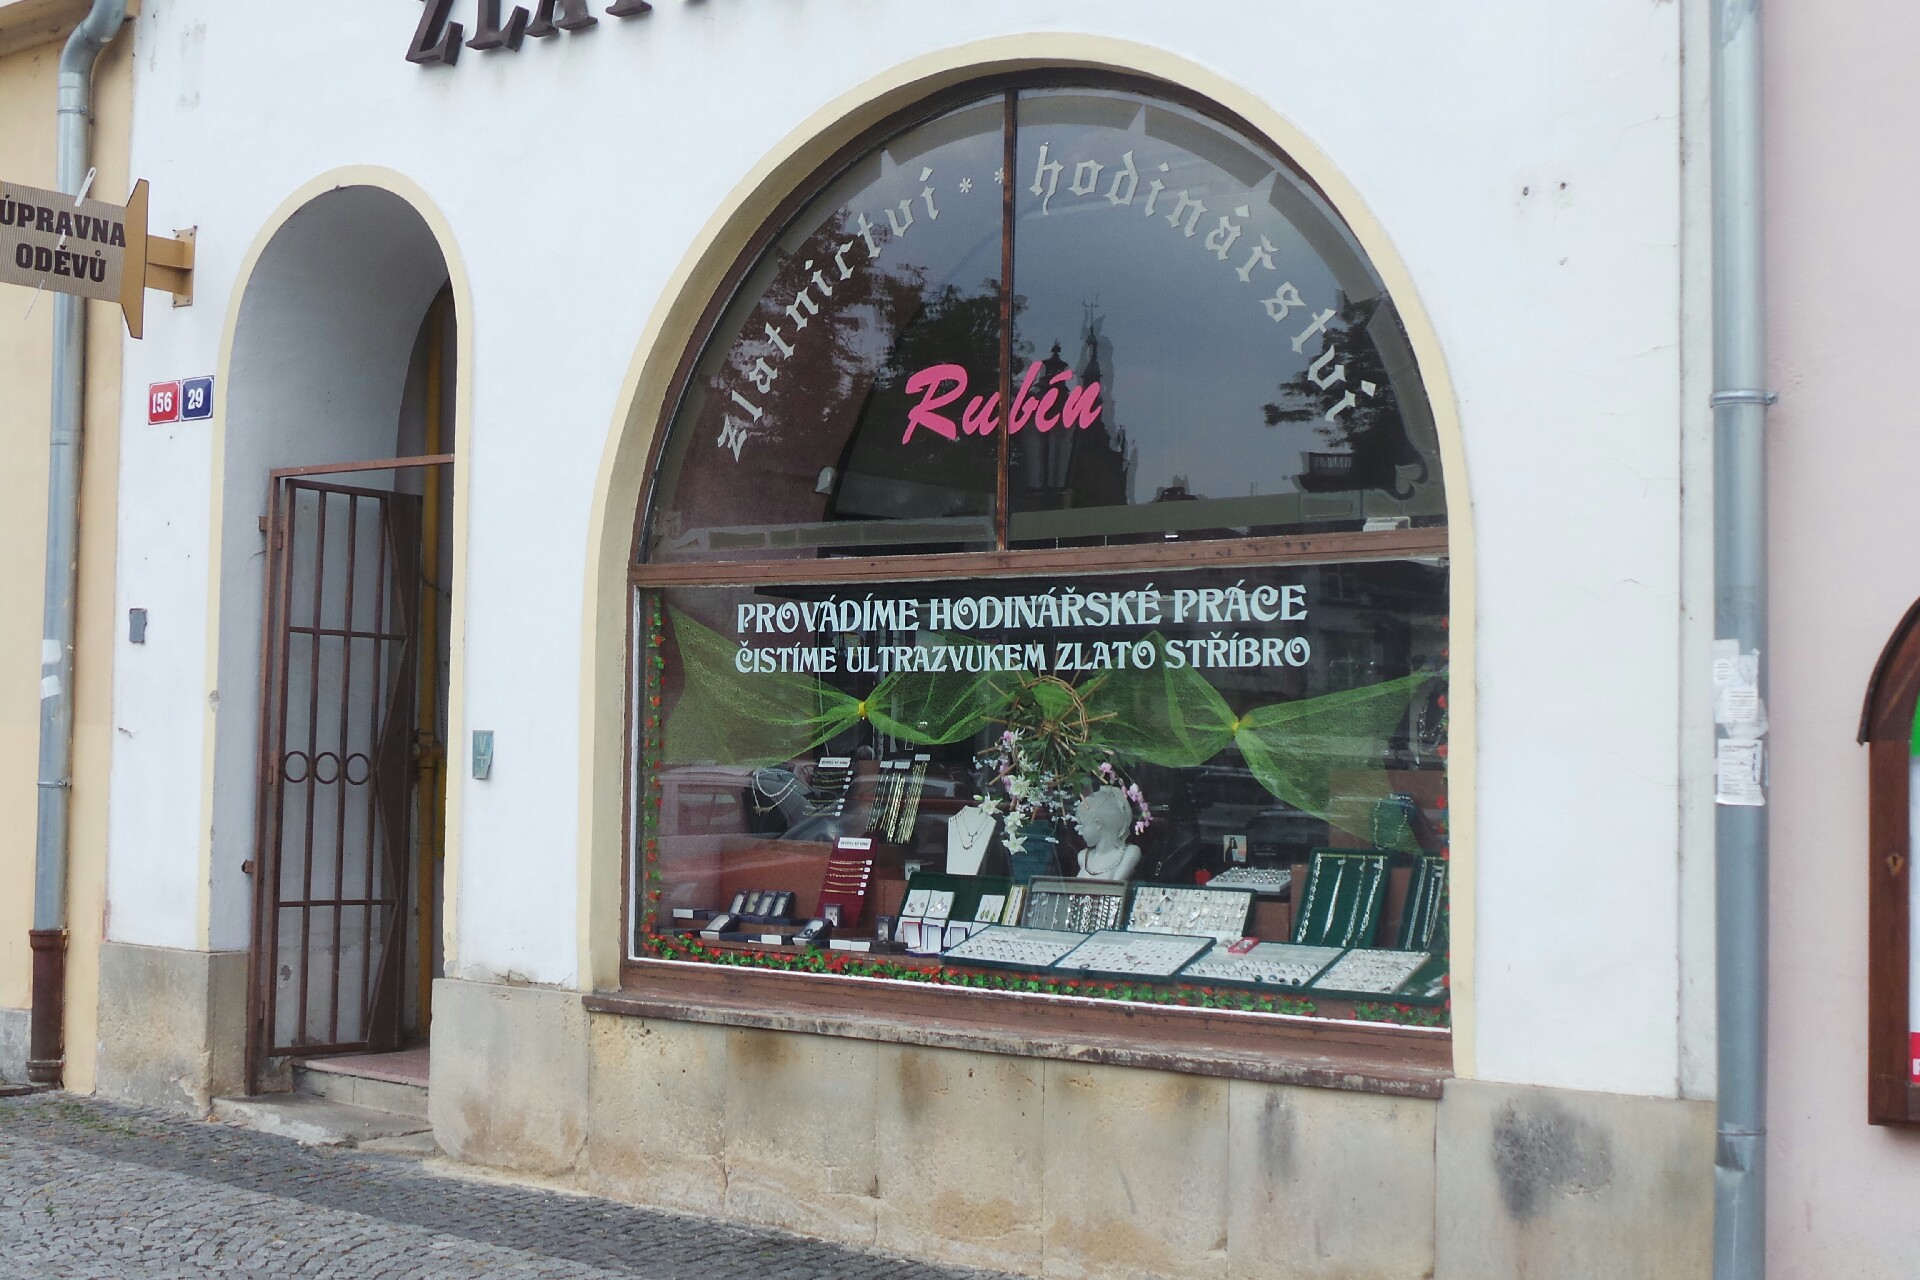 ÚPRAVNA
ODĚVŮ
156
29
zlatnictví * * hodinářství
Rubín
PROVÁDÍME HODINÁŘSKÉ PRÁCE
ČISTÍME ULTRAZVUKEM ZLATO STŘÍBRO